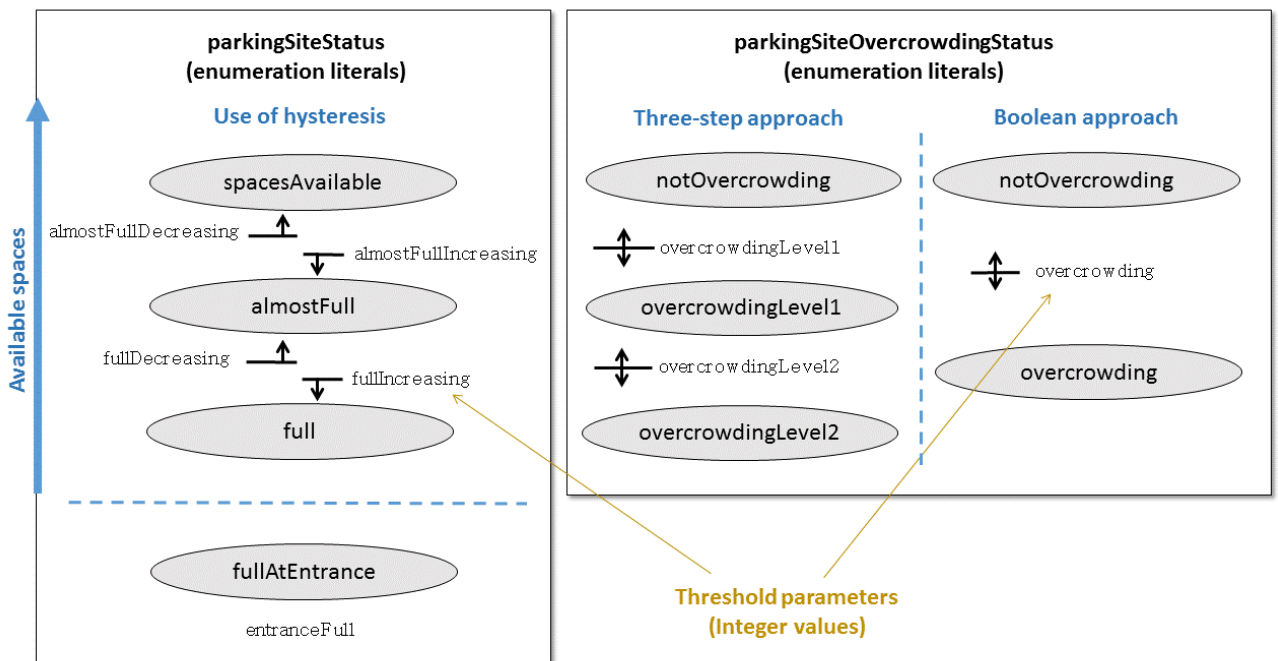 parkingSiteStatus
(enumeration literals)
Use of hysteresis
Available spaces
spacesAvailable
almostFullDecreasing
almostFullIncreasing
almostFull
fullDecreasing
fullIncreasing
full
fullAtEntrance
entranceFull
parkingSiteOvercrowdingStatus
(enumeration literals)
Three-step approach
notOvercrowding
overcrowdingLevel1
overcrowdingLevel1
overcrowdingLevel2
overcrowdingLevel2
Boolean approach
notOvercrowding
overcrowding
overcrowding
Threshold parameters
(Integer values)